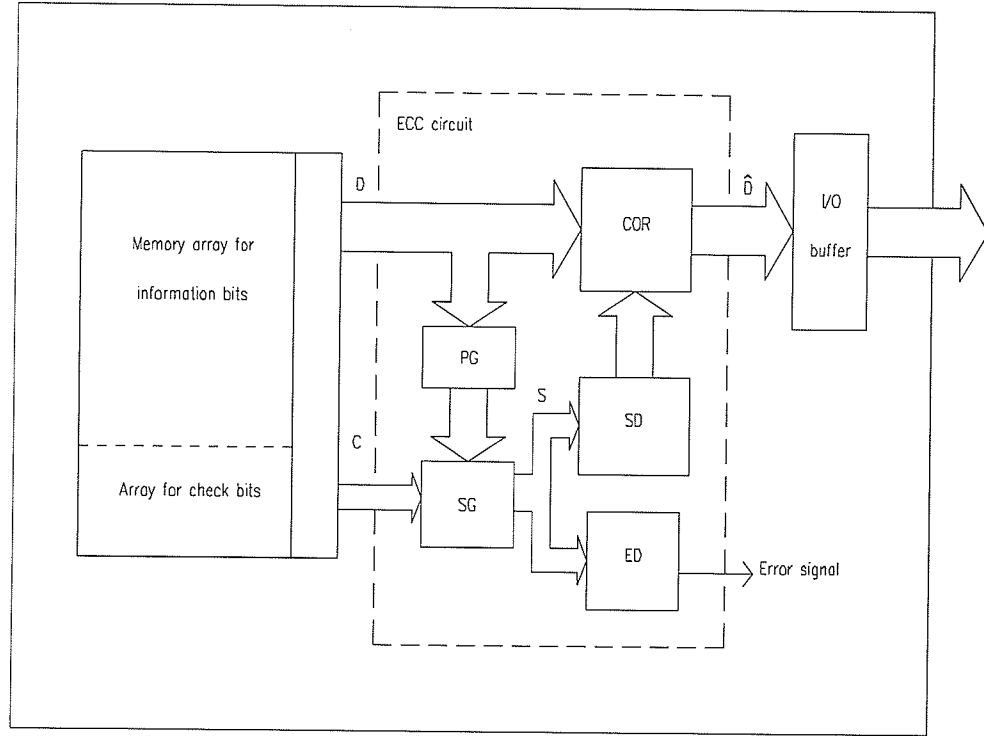 ECC circuit
D
D̂
Memory array for
information bits
COR
I/O
buffer
PG
S
SD
C
Array for check bits
SG
ED
Error signal